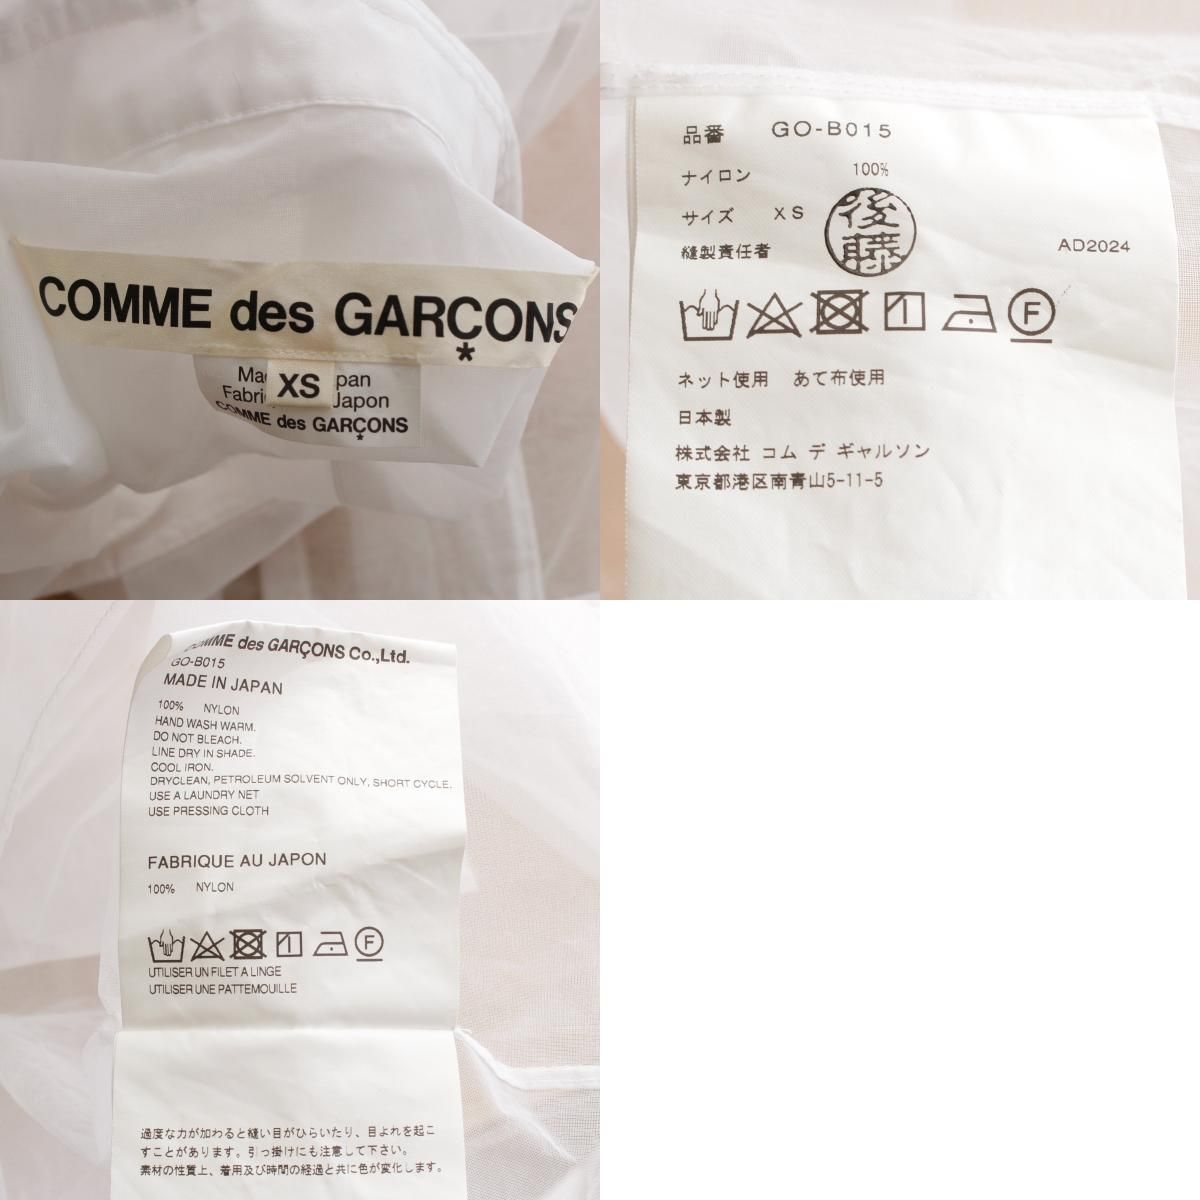 COMME des GARÇONS
*
XS
pan
Japon
COMME des GARÇONS
*
品番 GO-B015
ナイロン 100%
サイズ XS
縫製責任者 後藤
AD2024
F
ネット使用 あて布使用
日本製
株式会社 コム デ ギャルソン
東京都港区南青山5-11-5
COMME des GARÇONS Co.,Ltd.
GO-B015
MADE IN JAPAN
100% NYLON
HAND WASH WARM.
DO NOT BLEACH.
LINE DRY IN SHADE.
COOL IRON.
DRYCLEAN, PETROLEUM SOLVENT ONLY, SHORT CYCLE.
USE A LAUNDRY NET
USE PRESSING CLOTH
FABRIQUE AU JAPON
100% NYLON
F
UTILISER UN FILET A LINGE
UTILISER UNE PATTEMOUILLE
過度な力が加わると縫い目がひらいたり、目よれを起こ
すことがあります。引っ掛けにも注意して下さい。
素材の性質上、着用及び時間の経過と共に色が変化します。